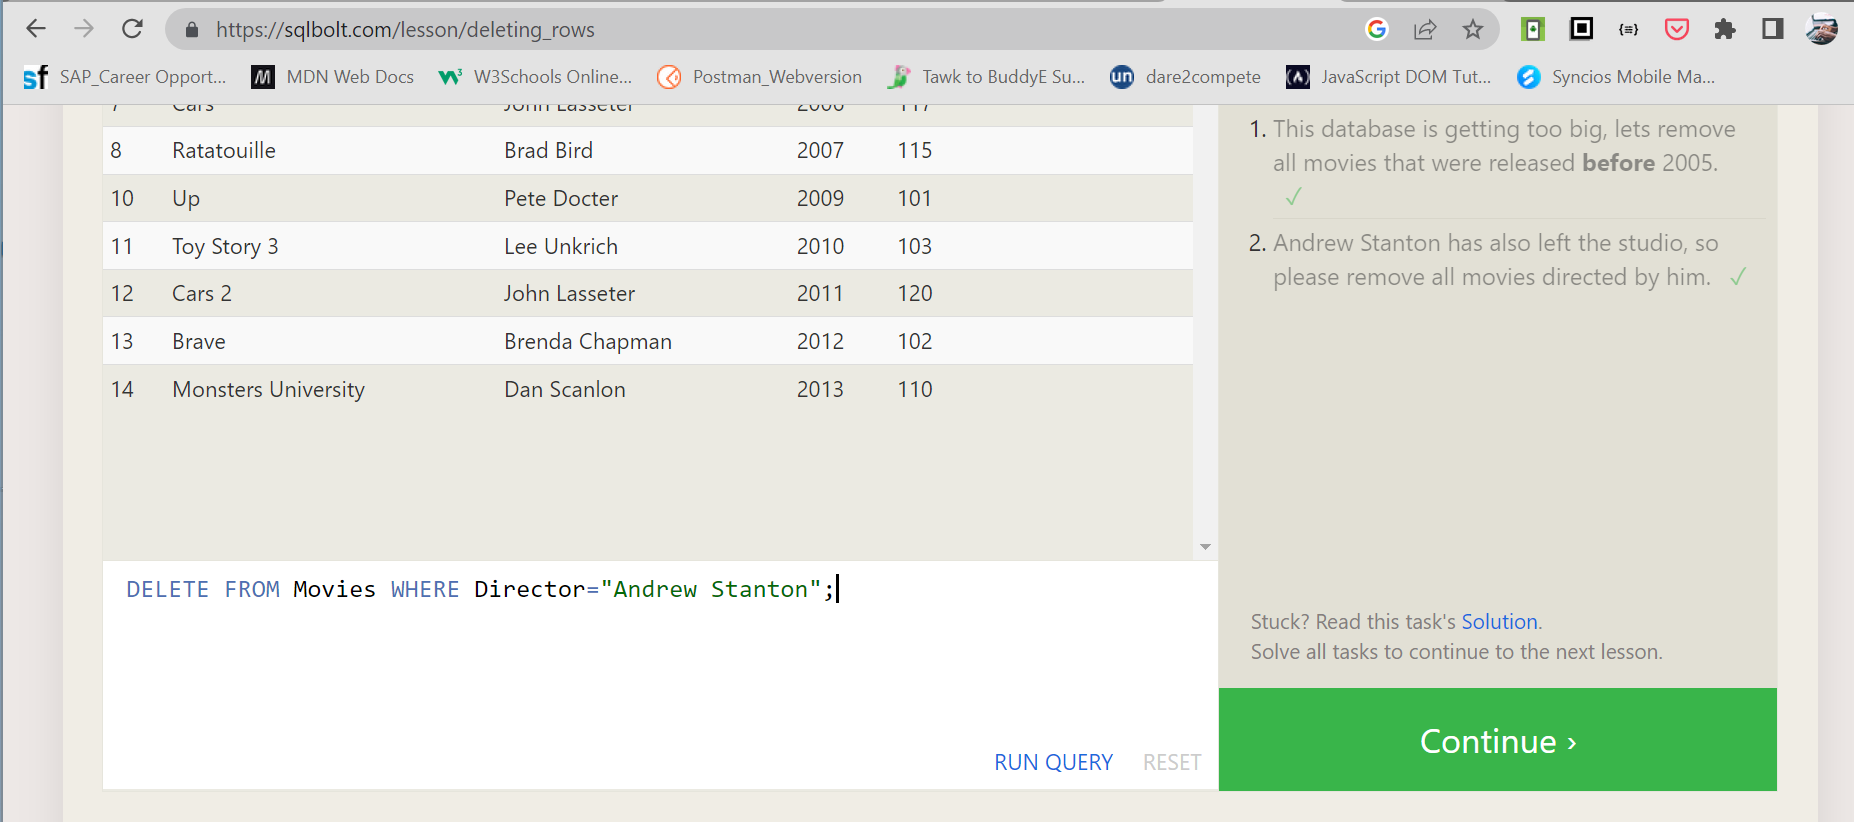 https://sqlbolt.com/lesson/deleting_rows
SAP_Career Opport... MDN Web Docs W3Schools Online... Postman_Webversion Tawk to BuddyE Su... dare2compete JavaScript DOM Tut... Syncios Mobile Ma...
7 Cars John Lasseter 2006 117
8 Ratatouille Brad Bird 2007 115
10 Up Pete Docter 2009 101
11 Toy Story 3 Lee Unkrich 2010 103
12 Cars 2 John Lasseter 2011 120
13 Brave Brenda Chapman 2012 102
14 Monsters University Dan Scanlon 2013 110
DELETE FROM Movies WHERE Director="Andrew Stanton";
RUN QUERY RESET
1. This database is getting too big, lets remove
all movies that were released before 2005.
✓
2. Andrew Stanton has also left the studio, so
please remove all movies directed by him. ✓
Stuck? Read this task's Solution.
Solve all tasks to continue to the next lesson.
Continue ›